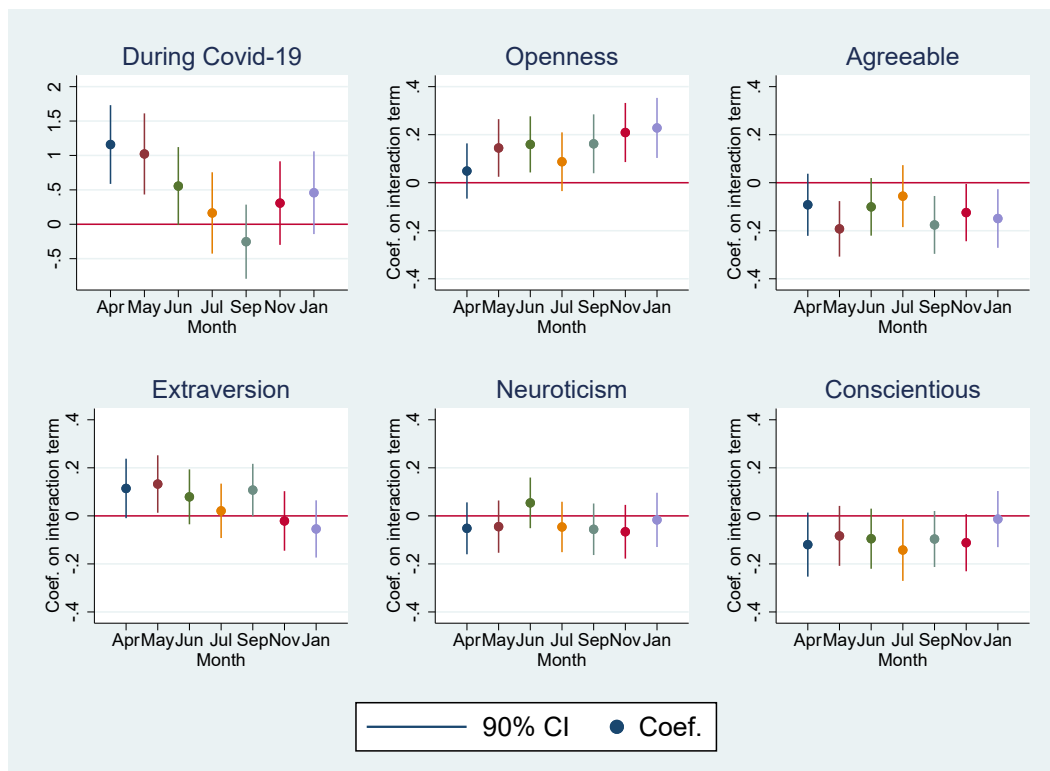 During Covid-19
2
1.5
1
.5
0
-.5
Apr May Jun Jul Sep Nov Jan
Month
Openness
Coef. on interaction term
.4
.2
0
-.2
-.4
Apr May Jun Jul Sep Nov Jan
Month
Agreeable
Coef. on interaction term
.4
.2
0
-.2
-.4
Apr May Jun Jul Sep Nov Jan
Month
Extraversion
Coef. on interaction term
.4
.2
0
-.2
-.4
Apr May Jun Jul Sep Nov Jan
Month
Neuroticism
Coef. on interaction term
.4
.2
0
-.2
-.4
Apr May Jun Jul Sep Nov Jan
Month
Conscientious
Coef. on interaction term
.4
.2
0
-.2
-.4
Apr May Jun Jul Sep Nov Jan
Month
90% CI Coef.